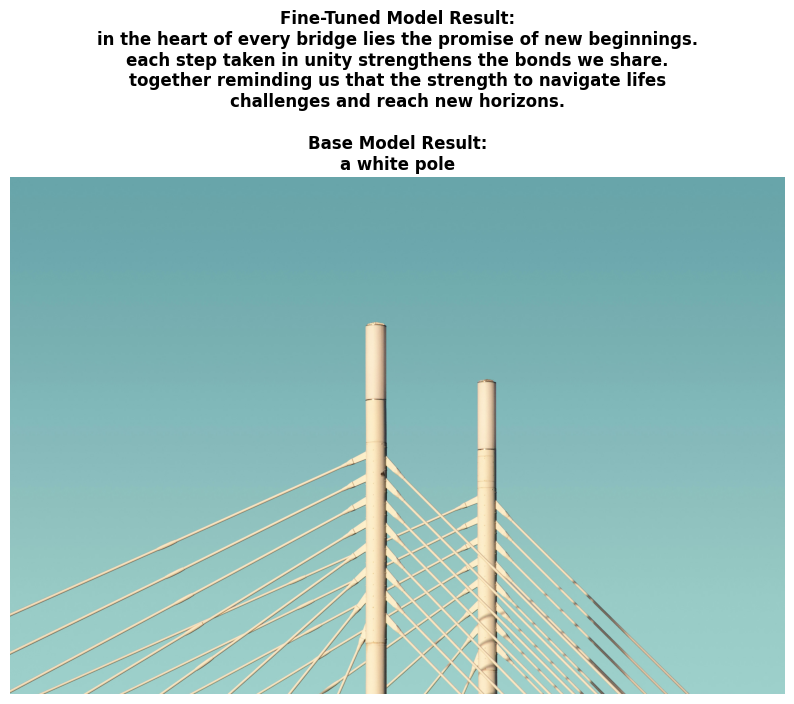 Fine-Tuned Model Result:
in the heart of every bridge lies the promise of new beginnings.
each step taken in unity strengthens the bonds we share.
together reminding us that the strength to navigate lifes
challenges and reach new horizons.
Base Model Result:
a white pole